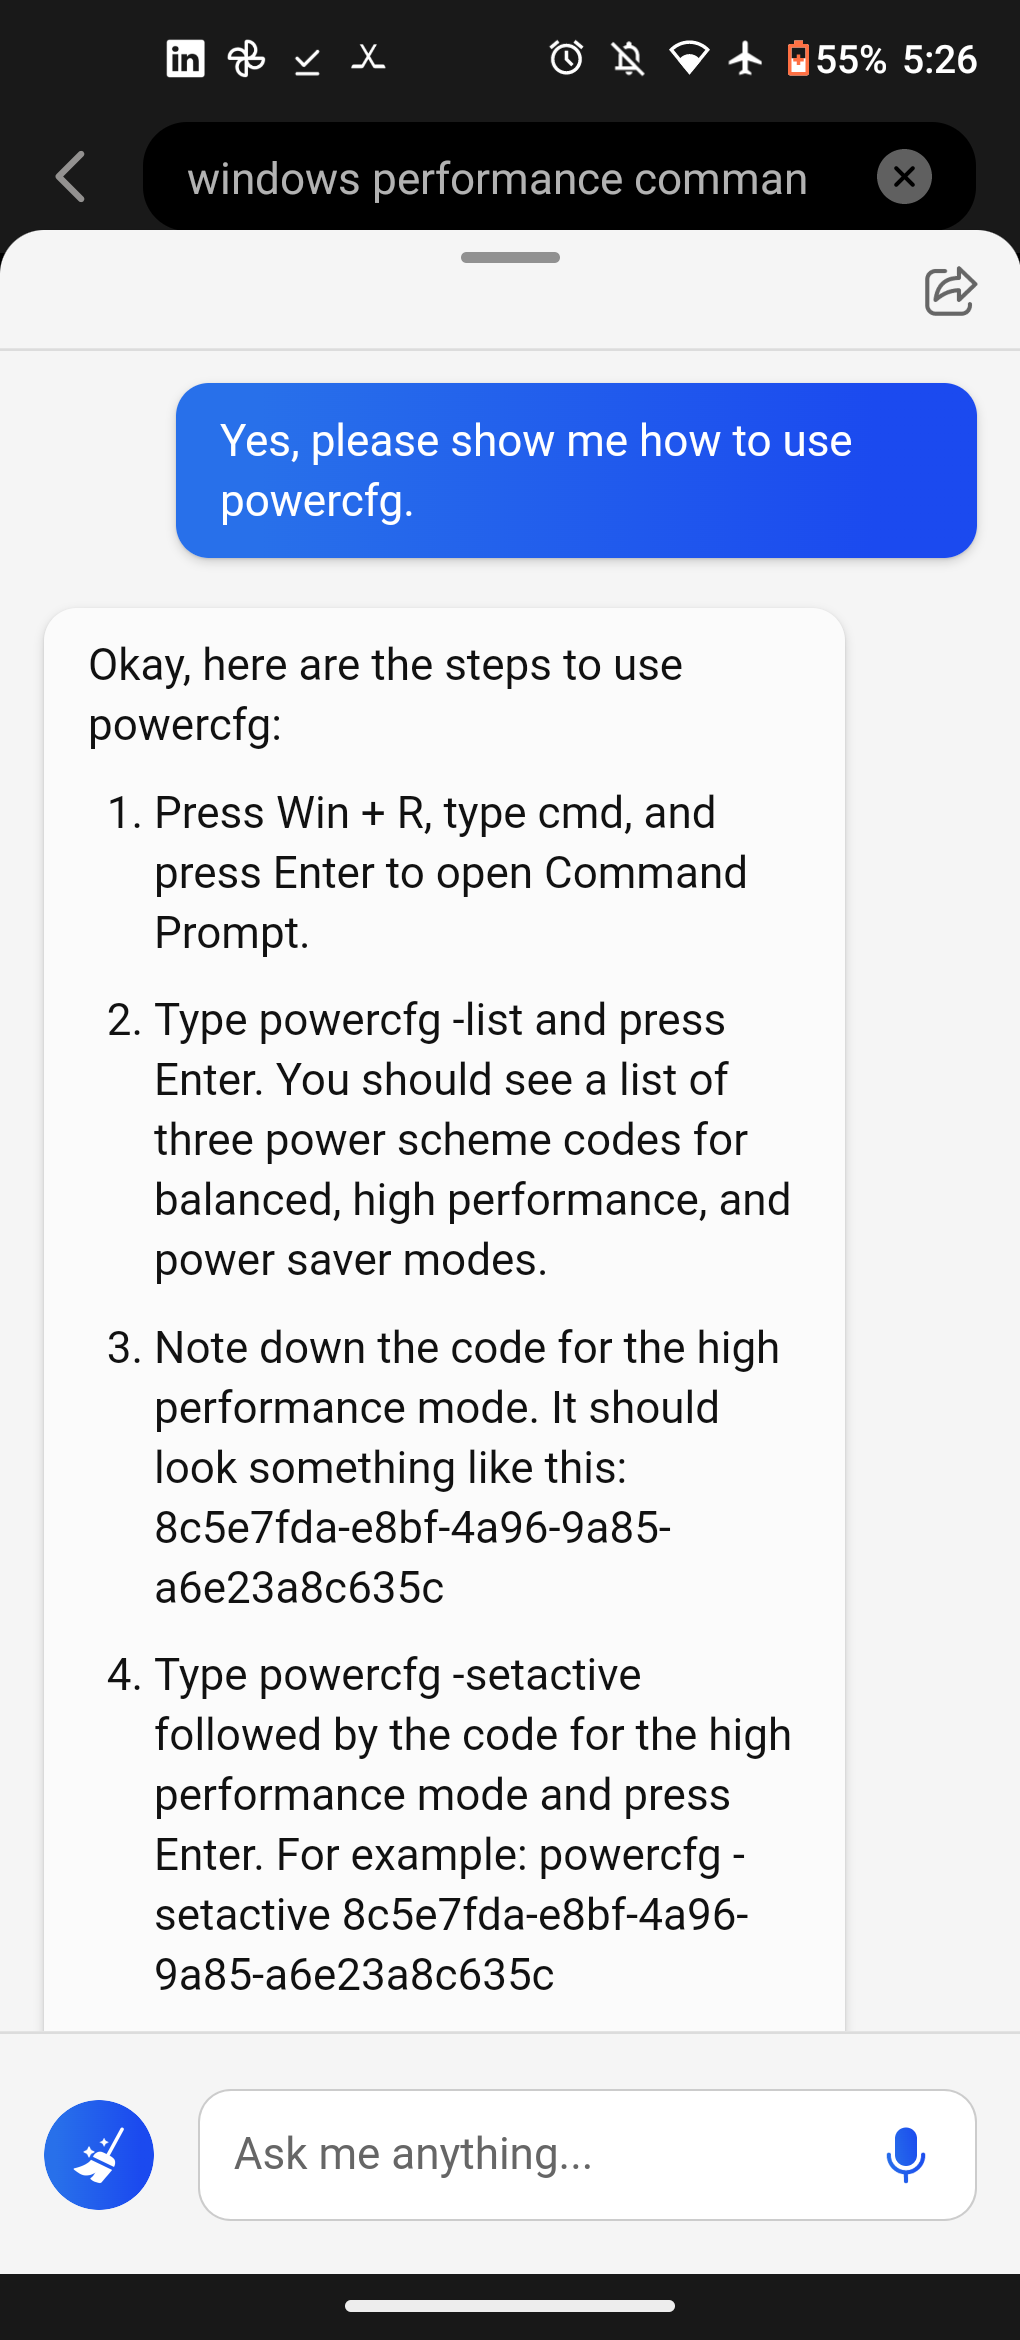 in 55% 5:26
windows performance comman
Yes, please show me how to use
powercfg.
Okay, here are the steps to use
powercfg:
1. Press Win + R, type cmd, and
press Enter to open Command
Prompt.
2. Type powercfg -list and press
Enter. You should see a list of
three power scheme codes for
balanced, high performance, and
power saver modes.
3. Note down the code for the high
performance mode. It should
look something like this:
8c5e7fda-e8bf-4a96-9a85-
a6e23a8c635c
4. Type powercfg -setactive
followed by the code for the high
performance mode and press
Enter. For example: powercfg -
setactive 8c5e7fda-e8bf-4a96-
9a85-a6e23a8c635c
Ask me anything...